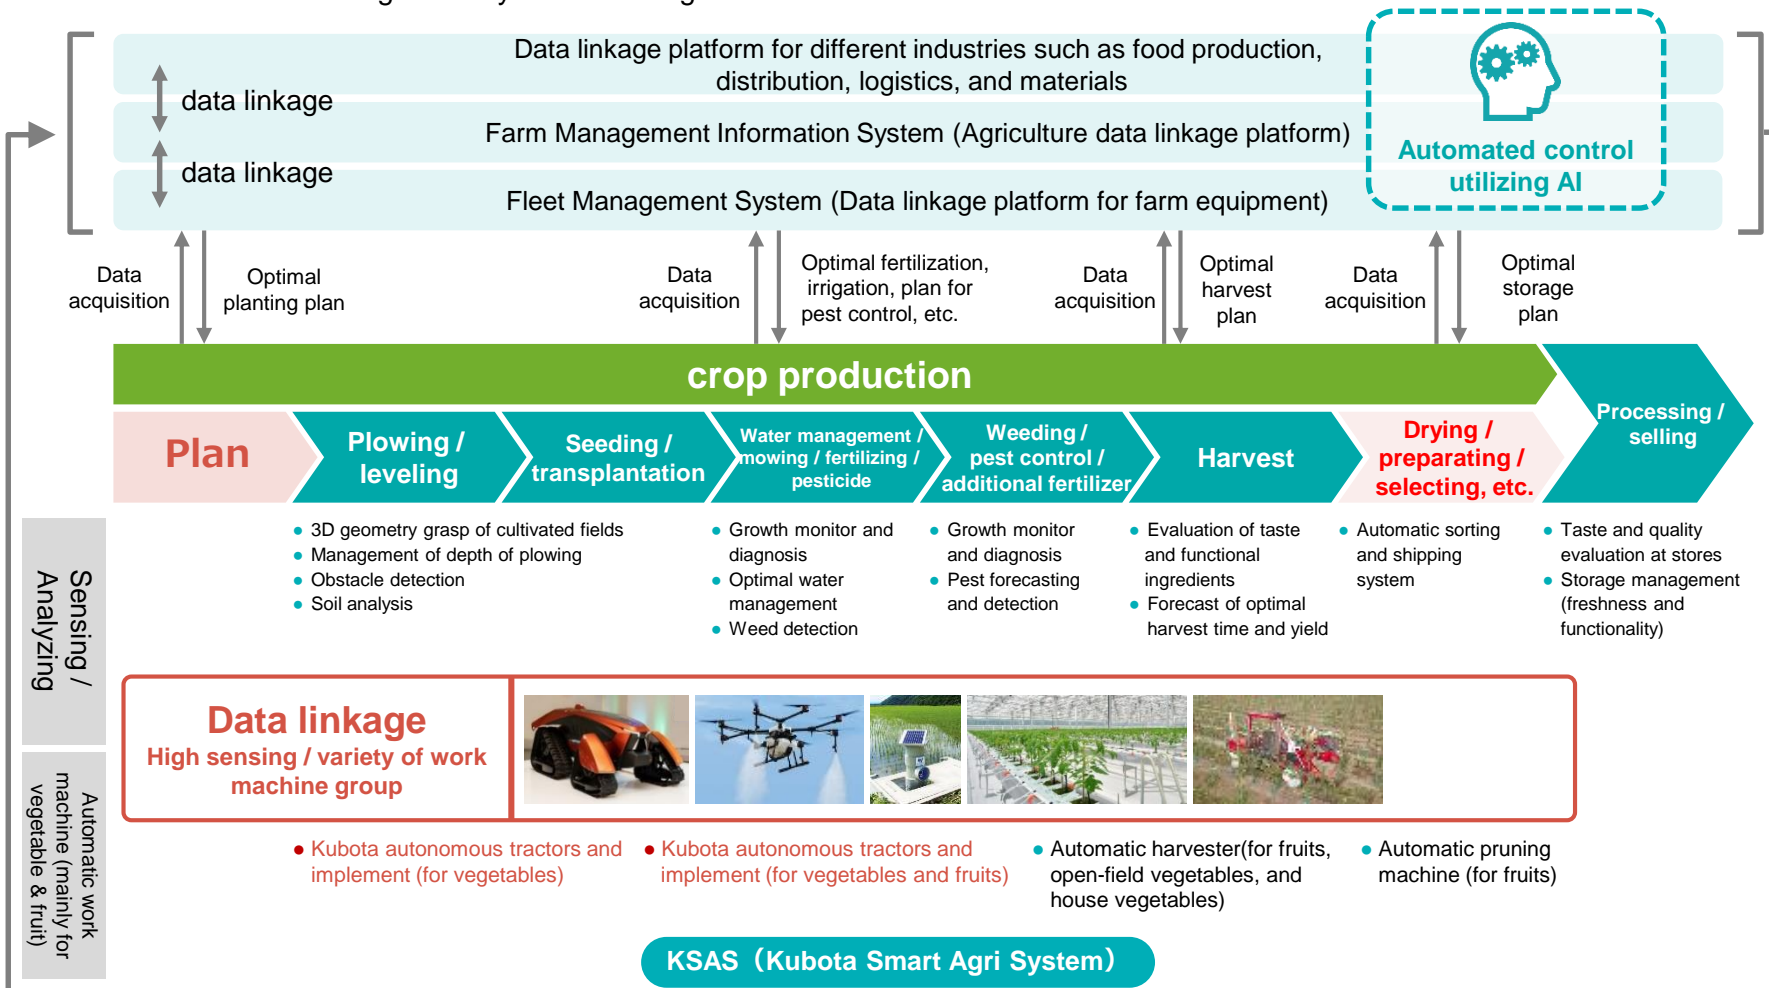 Data linkage platform for different industries such as food production,
distribution, logistics, and materials
data linkage
Farm Management Information System (Agriculture data linkage platform)
data linkage
Fleet Management System (Data linkage platform for farm equipment)
Automated control
utilizing AI
Data
acquisition
Optimal
planting plan
Data
acquisition
Optimal fertilization,
irrigation, plan for
pest control, etc.
Data
acquisition
Optimal
harvest
plan
Data
acquisition
Optimal
storage
plan
crop production
Plan
Plowing /
leveling
Seeding /
transplantation
Water management /
mowing / fertilizing /
pesticide
Weeding /
pest control /
additional fertilizer
Harvest
Drying /
preparating /
selecting, etc.
Processing /
selling
Sensing /
Analyzing
• 3D geometry grasp of cultivated fields
• Management of depth of plowing
• Obstacle detection
• Soil analysis
• Growth monitor and
diagnosis
• Optimal water
management
• Weed detection
• Growth monitor
and diagnosis
• Pest forecasting
and detection
• Evaluation of taste
and functional
ingredients
• Forecast of optimal
harvest time and yield
• Automatic sorting
and shipping
system
• Taste and quality
evaluation at stores
• Storage management
(freshness and
functionality)
Data linkage
High sensing / variety of work
machine group
Automatic work
machine (mainly for
vegetable & fruit)
• Kubota autonomous tractors and
implement (for vegetables)
• Kubota autonomous tractors and
implement (for vegetables and fruits)
• Automatic harvester(for fruits,
open-field vegetables, and
house vegetables)
• Automatic pruning
machine (for fruits)
KSAS（Kubota Smart Agri System）